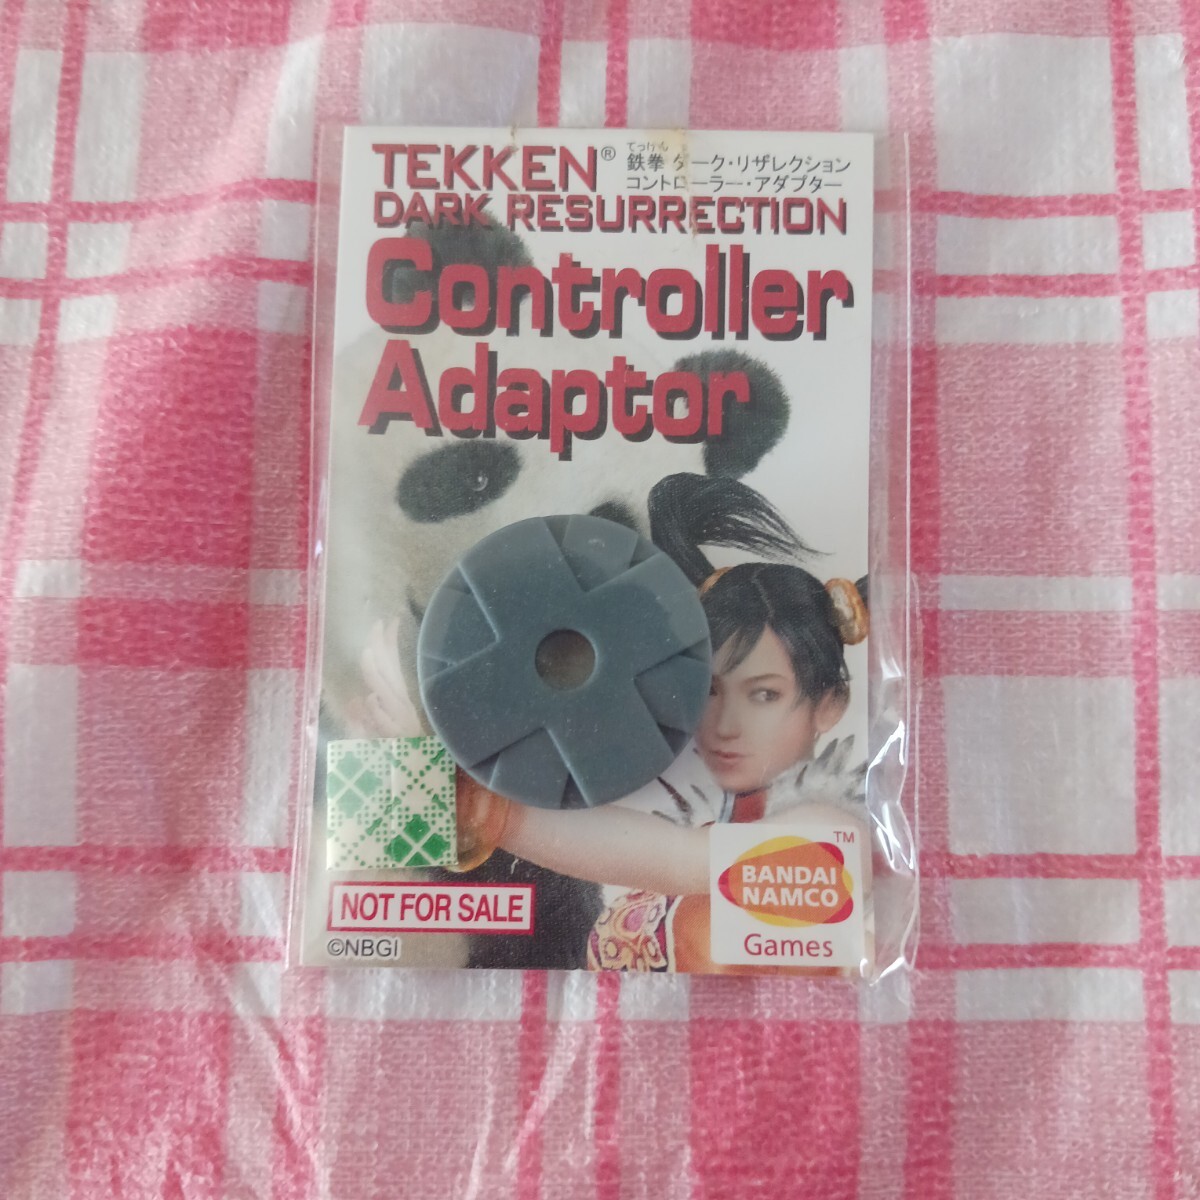 TEKKEN®
てっけん
鉄拳 ダーク・リザレクション
コントローラー・アダプター
DARK RESURRECTION
Controller
Adaptor
NOT FOR SALE
©NBGI
BANDAI
NAMCO
TM
Games